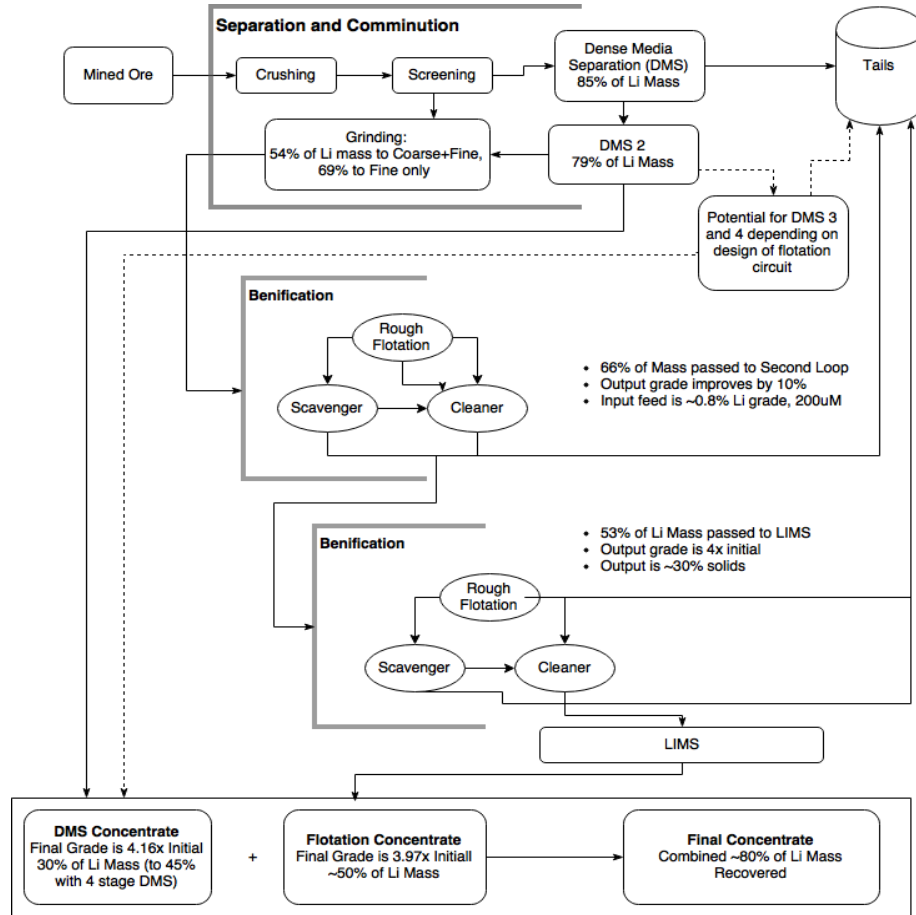 Separation and Comminution
Mined Ore
Crushing
Screening
Dense Media
Separation (DMS)
85% of Li Mass
Tails
Grinding:
54% of Li mass to Coarse+Fine,
69% to Fine only
DMS 2
79% of Li Mass
Potential for DMS 3
and 4 depending on
design of flotation
circuit
Benification
Rough
Flotation
Scavenger
Cleaner
• 66% of Mass passed to Second Loop
• Output grade improves by 10%
• Input feed is ~0.8% Li grade, 200uM
Benification
Rough
Flotation
Scavenger
Cleaner
• 53% of Li Mass passed to LIMS
• Output grade is 4x initial
• Output is ~30% solids
LIMS
DMS Concentrate
Final Grade is 4.16x Initial
30% of Li Mass (to 45%
with 4 stage DMS)
+
Flotation Concentrate
Final Grade is 3.97x Initiall
~50% of Li Mass
Final Concentrate
Combined ~80% of Li Mass
Recovered